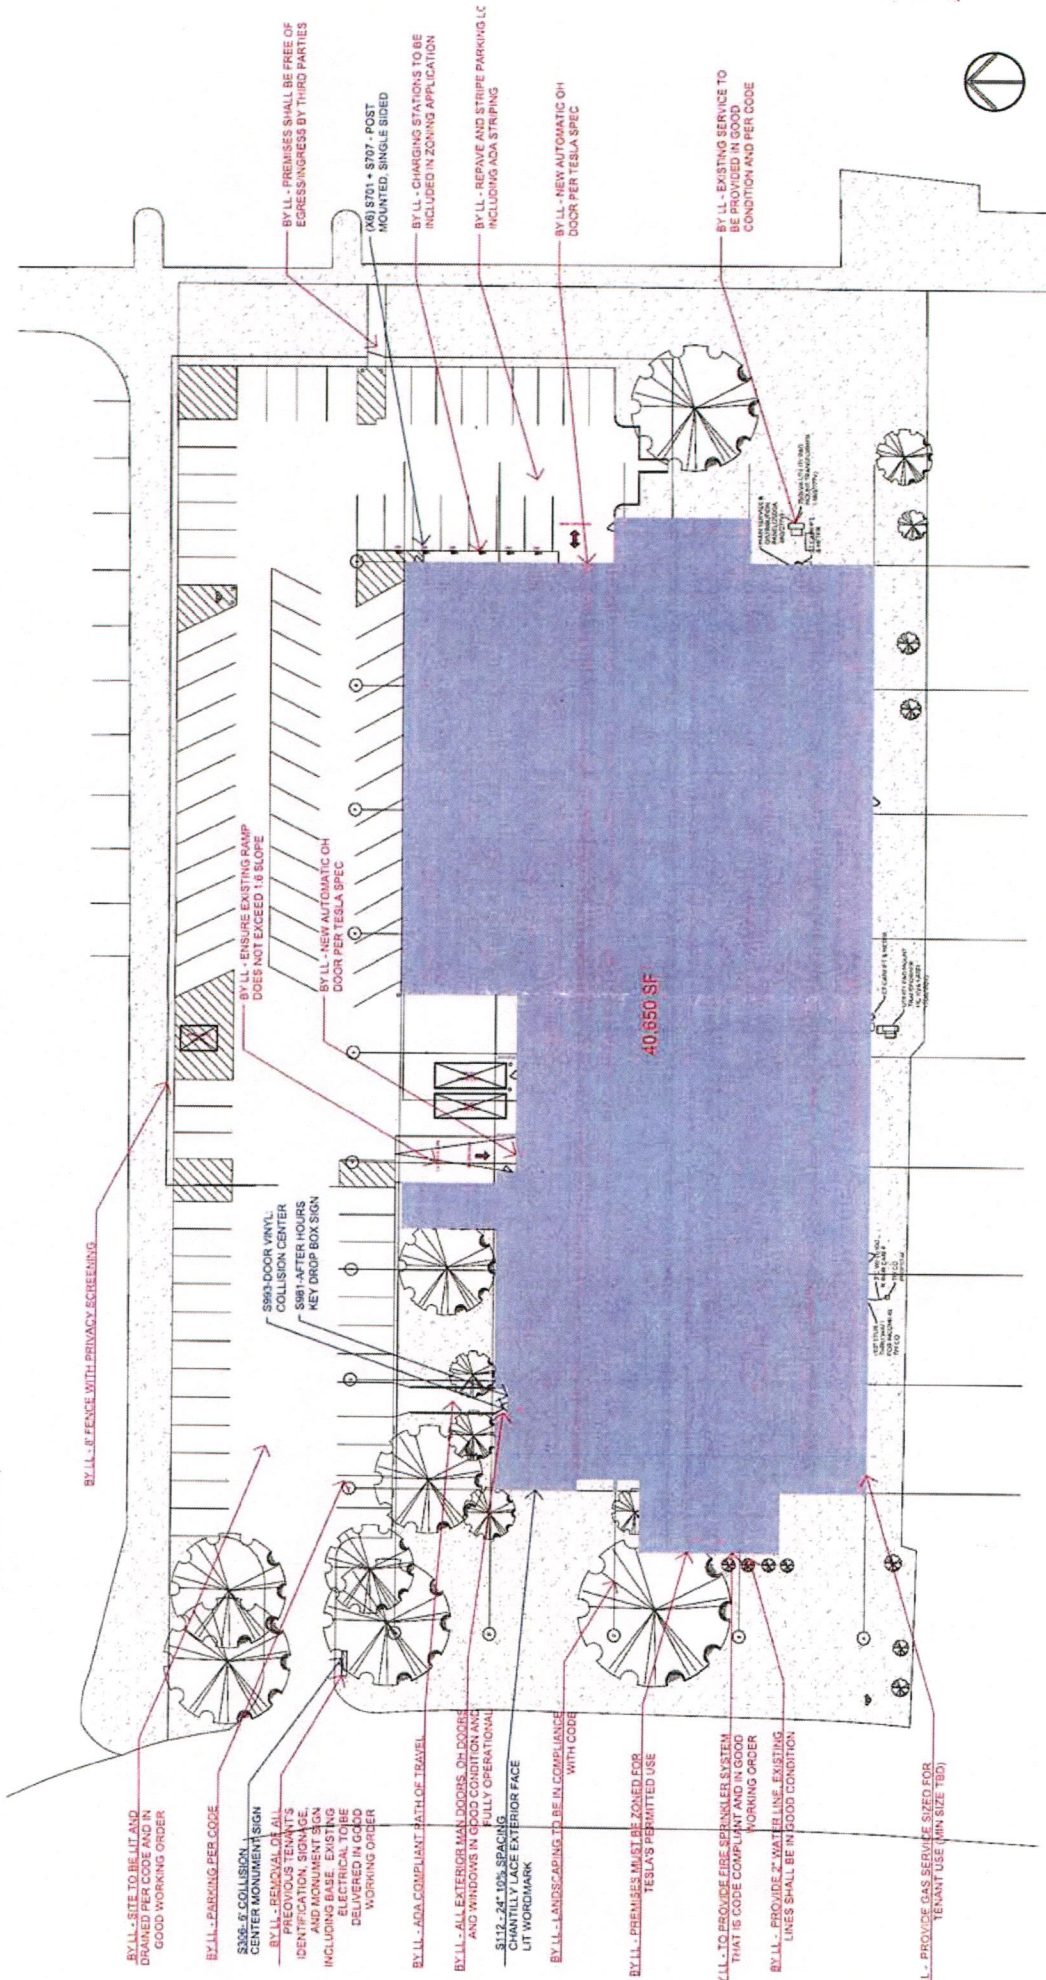 BY LL - PREMISES SHALL BE FREE OF
EGRESS/INGRESS BY THIRD PARTIES
(X6) S701 + S707 - POST
MOUNTED, SINGLE SIDED
BY LL - CHARGING STATIONS TO BE
INCLUDED IN ZONING APPLICATION
BY LL - REPAVE AND STRIPE PARKING LO
INCLUDING ADA STRIPING
BY LL - NEW AUTOMATIC OH
DOOR PER TESLA SPEC
BY LL - EXISTING SERVICE TO
BE PROVIDED IN GOOD
CONDITION AND PER CODE
BY LL - ENSURE EXISTING RAMP
DOES NOT EXCEED 1:6 SLOPE
BY LL - NEW AUTOMATIC OH
DOOR PER TESLA SPEC
40,650 SF
BY LL - 8' FENCE WITH PRIVACY SCREENING
S993-DOOR VINYL:
COLLISION CENTER
S981-AFTER HOURS
KEY DROP BOX SIGN
BY LL - SITE TO BE LIT AND
DRAINED PER CODE AND IN
GOOD WORKING ORDER
BY LL - PARKING PER CODE
S306- 6' COLLISION
CENTER MONUMENT SIGN
BY LL - REMOVAL OF ALL
PREVIOUS TENANT'S
IDENTIFICATION, SIGNAGE,
AND MONUMENT SIGN
INCLUDING BASE. EXISTING
ELECTRICAL TO BE
DELIVERED IN GOOD
WORKING ORDER
BY LL - ADA COMPLIANT PATH OF TRAVEL
BY LL - ALL EXTERIOR MAN DOORS, OH DOORS
AND WINDOWS IN GOOD CONDITION AND
FULLY OPERATIONAL
S112 - 24" 10% SPACING
CHANTILLY LACE EXTERIOR FACE
LIT WORDMARK
BY LL - LANDSCAPING TO BE IN COMPLIANCE
WITH CODE
BY LL - PREMISES MUST BE ZONED FOR
TESLA'S PERMITTED USE
Y LL - TO PROVIDE FIRE SPRINKLER SYSTEM
THAT IS CODE COMPLIANT AND IN GOOD
WORKING ORDER
BY LL - PROVIDE 2" WATER LINE, EXISTING
LINES SHALL BE IN GOOD CONDITION
L - PROVIDE GAS SERVICE SIZED FOR
TENANT USE (MIN SIZE TBD)